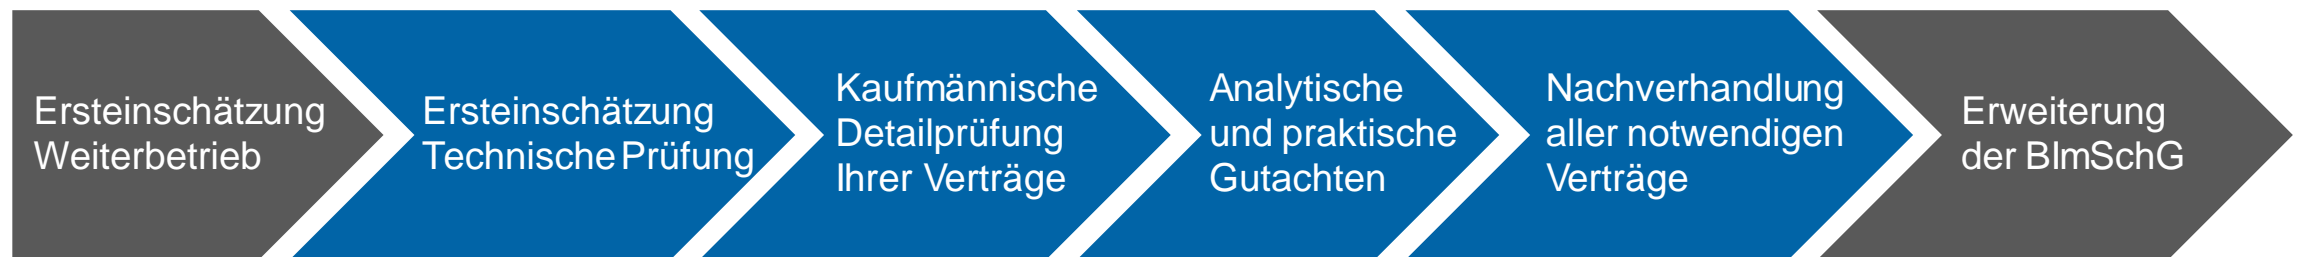 Ersteinschätzung
Weiterbetrieb
Ersteinschätzung
Technische Prüfung
Kaufmännische
Detailprüfung
Ihrer Verträge
Analytische
und praktische
Gutachten
Nachverhandlung
aller notwendigen
Verträge
Erweiterung
der BImSchG